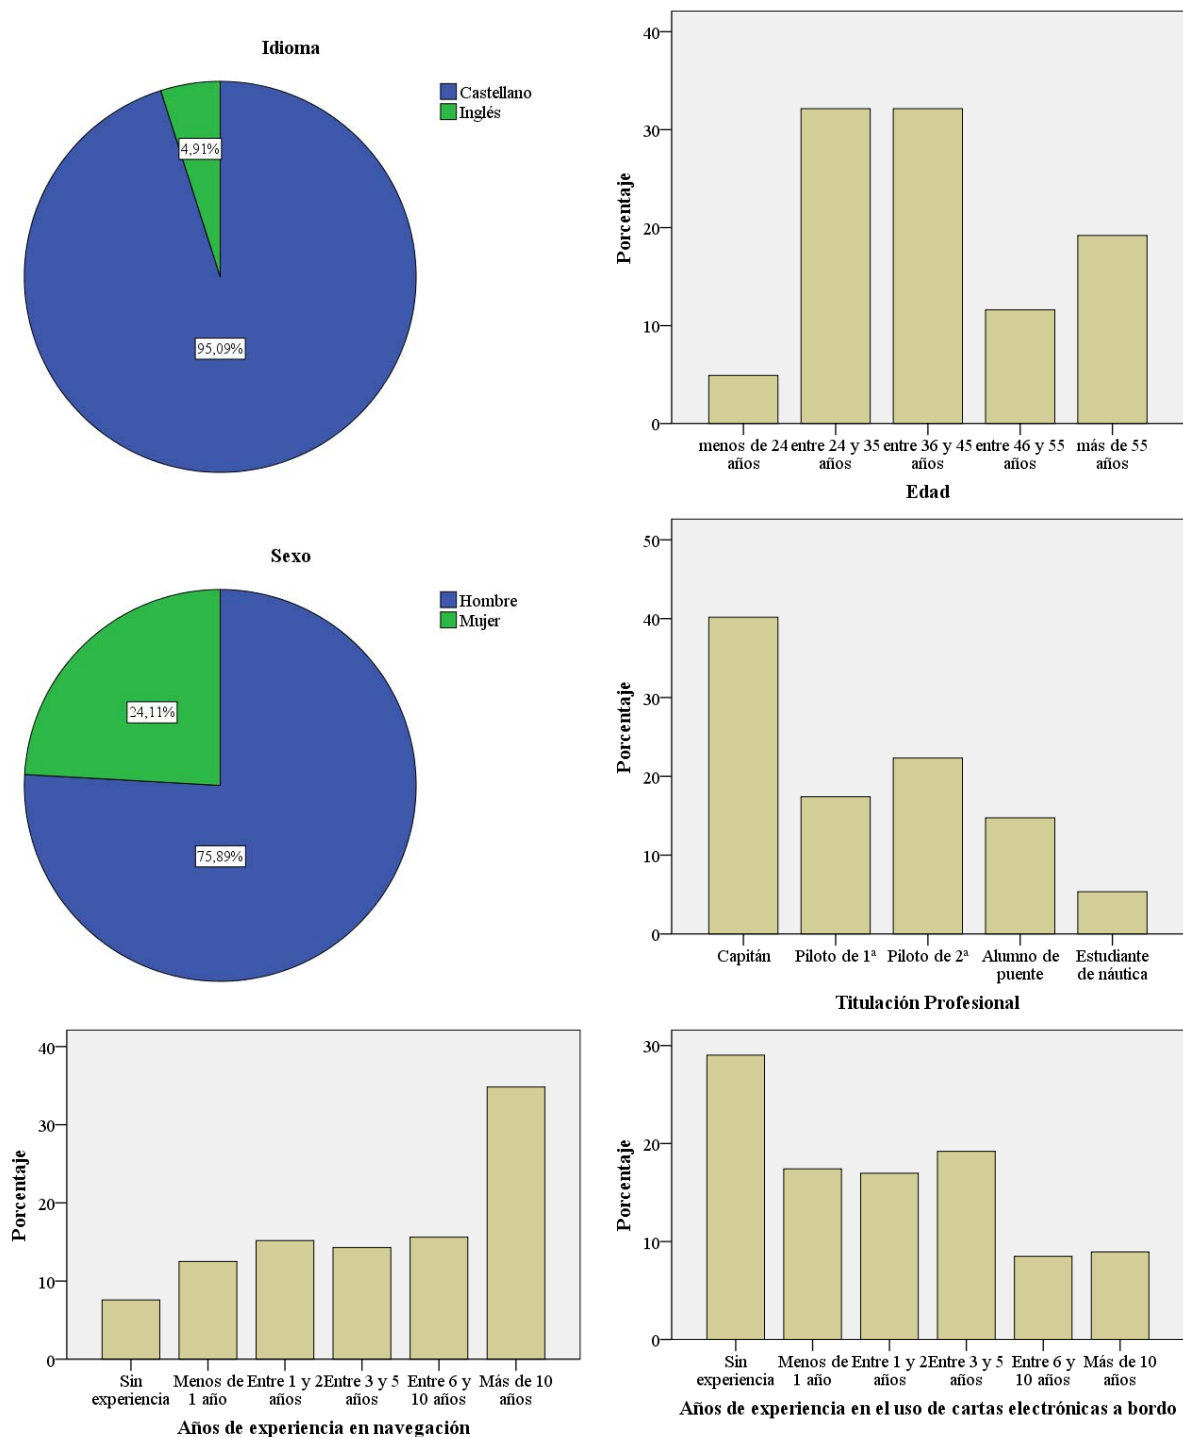 Idioma
Castellano
Inglés
4,91%
95,09%
Porcentaje
40
30
20
10
0
menos de 24 años
entre 24 y 35 años
entre 36 y 45 años
entre 46 y 55 años
más de 55 años
Edad
Sexo
Hombre
Mujer
24,11%
75,89%
Porcentaje
50
40
30
20
10
0
Capitán
Piloto de 1ª
Piloto de 2ª
Alumno de puente
Estudiante de náutica
Titulación Profesional
Porcentaje
40
30
20
10
0
Sin experiencia
Menos de 1 año
Entre 1 y 2 años
Entre 3 y 5 años
Entre 6 y 10 años
Más de 10 años
Años de experiencia en navegación
Porcentaje
30
20
10
0
Sin experiencia
Menos de 1 año
Entre 1 y 2 años
Entre 3 y 5 años
Entre 6 y 10 años
Más de 10 años
Años de experiencia en el uso de cartas electrónicas a bordo